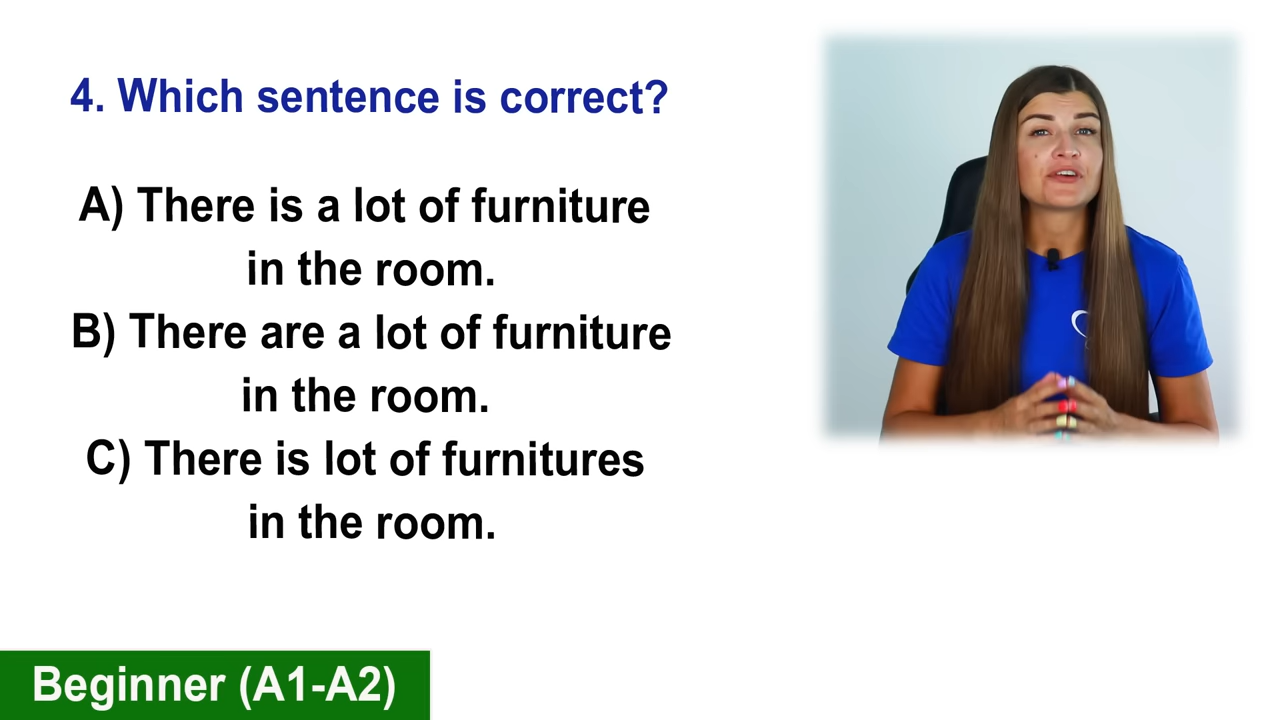 4. Which sentence is correct?
A) There is a lot of furniture
in the room.
B) There are a lot of furniture
in the room.
C) There is lot of furnitures
in the room.
Beginner (A1-A2)